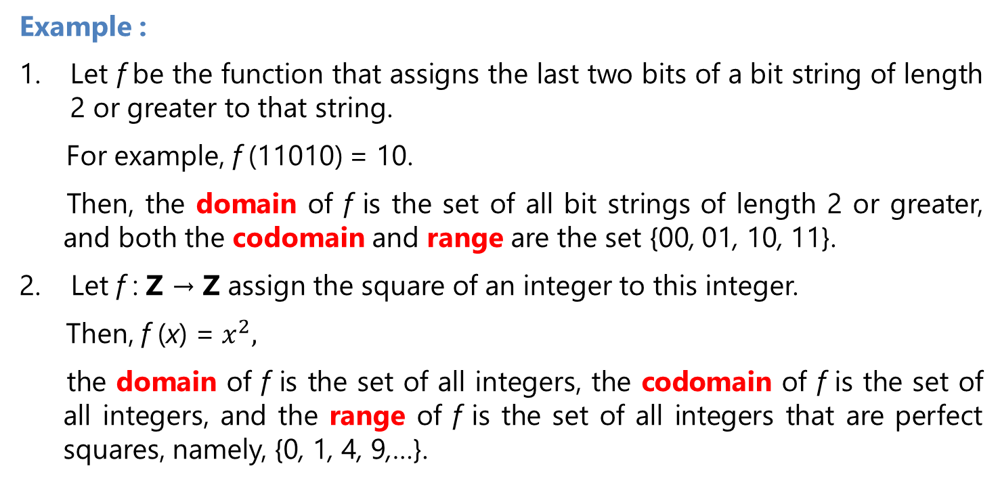 Example :
1. Let f be the function that assigns the last two bits of a bit string of length
2 or greater to that string.
For example, f (11010) = 10.
Then, the domain of f is the set of all bit strings of length 2 or greater,
and both the codomain and range are the set {00, 01, 10, 11}.
2. Let f : Z → Z assign the square of an integer to this integer.
Then, f (x) = x²,
the domain of f is the set of all integers, the codomain of f is the set of
all integers, and the range of f is the set of all integers that are perfect
squares, namely, {0, 1, 4, 9,...}.